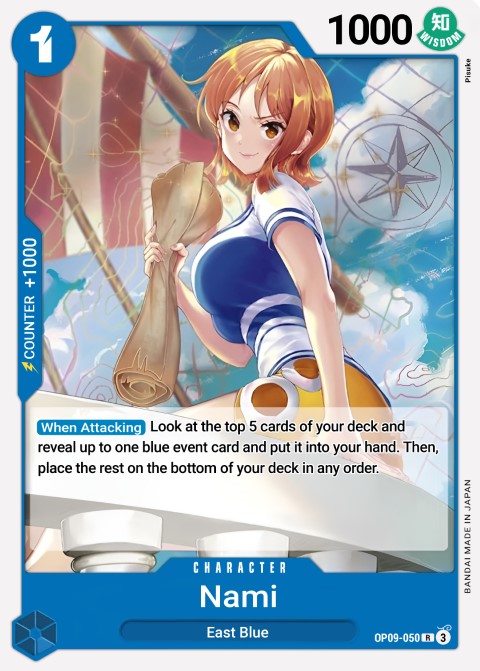 1
1000
知
WISDOM
Pisuke
COUNTER +1000
When Attacking Look at the top 5 cards of your deck and
reveal up to one blue event card and put it into your hand. Then,
place the rest on the bottom of your deck in any order.
BANDAI MADE IN JAPAN
CHARACTER
Nami
East Blue
OP09-050 R 3